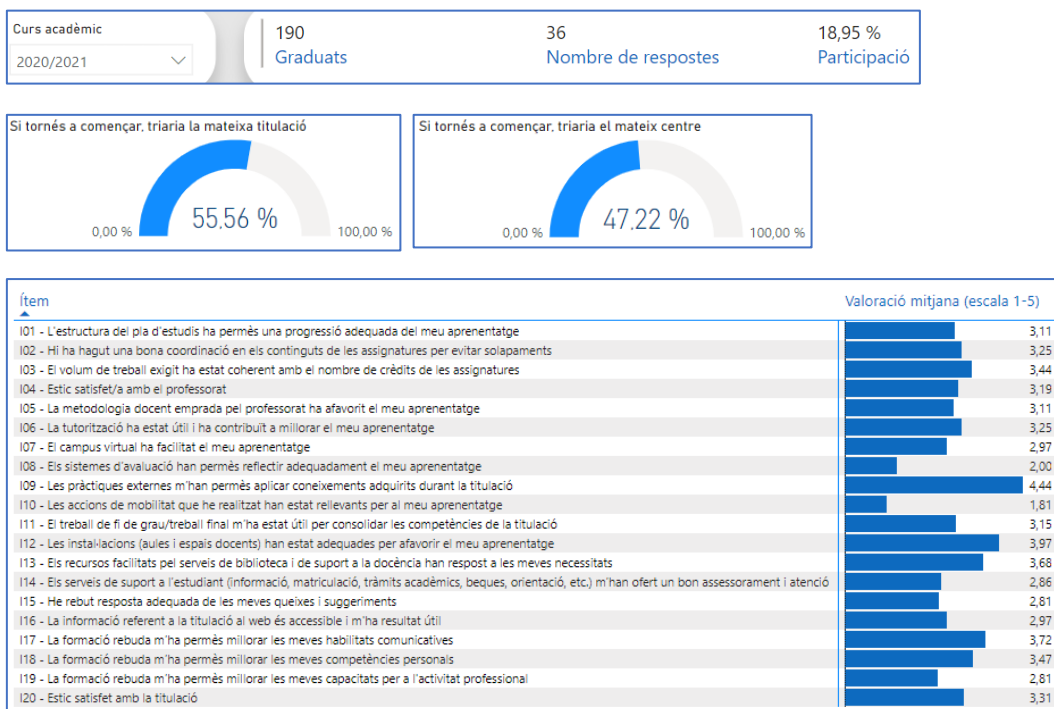 Curs acadèmic
2020/2021
190
Graduats
36
Nombre de respostes
18,95 %
Participació
Si tornés a començar, triaria la mateixa titulació
55,56 %
0,00 %
100,00 %
Si tornés a començar, triaria el mateix centre
47,22 %
0,00 %
100,00 %
Ítem Valoració mitjana (escala 1-5)
I01 - L'estructura del pla d'estudis ha permès una progressió adequada del meu aprenentatge 3,11
I02 - Hi ha hagut una bona coordinació en els continguts de les assignatures per evitar solapaments 3,25
I03 - El volum de treball exigit ha estat coherent amb el nombre de crèdits de les assignatures 3,44
I04 - Estic satisfet/a amb el professorat 3,19
I05 - La metodologia docent emprada pel professorat ha afavorit el meu aprenentatge 3,11
I06 - La tutorització ha estat útil i ha contribuït a millorar el meu aprenentatge 3,25
I07 - El campus virtual ha facilitat el meu aprenentatge 2,97
I08 - Els sistemes d'avaluació han permès reflectir adequadament el meu aprenentatge 2,00
I09 - Les pràctiques externes m'han permès aplicar coneixements adquirits durant la titulació 4,44
I10 - Les accions de mobilitat que he realitzat han estat rellevants per al meu aprenentatge 1,81
I11 - El treball de fi de grau/treball final m'ha estat útil per consolidar les competències de la titulació 3,15
I12 - Les instal·lacions (aules i espais docents) han estat adequades per afavorir el meu aprenentatge 3,97
I13 - Els recursos facilitats pel serveis de biblioteca i de suport a la docència han respost a les meves necessitats 3,68
I14 - Els serveis de suport a l'estudiant (informació, matriculació, tràmits acadèmics, beques, orientació, etc.) m'han ofert un bon assessorament i atenció 2,86
I15 - He rebut resposta adequada de les meves queixes i suggeriments 2,81
I16 - La informació referent a la titulació al web és accessible i m'ha resultat útil 2,97
I17 - La formació rebuda m'ha permès millorar les meves habilitats comunicatives 3,72
I18 - La formació rebuda m'ha permès millorar les meves competències personals 3,47
I19 - La formació rebuda m'ha permès millorar les meves capacitats per a l'activitat professional 2,81
I20 - Estic satisfet amb la titulació 3,31